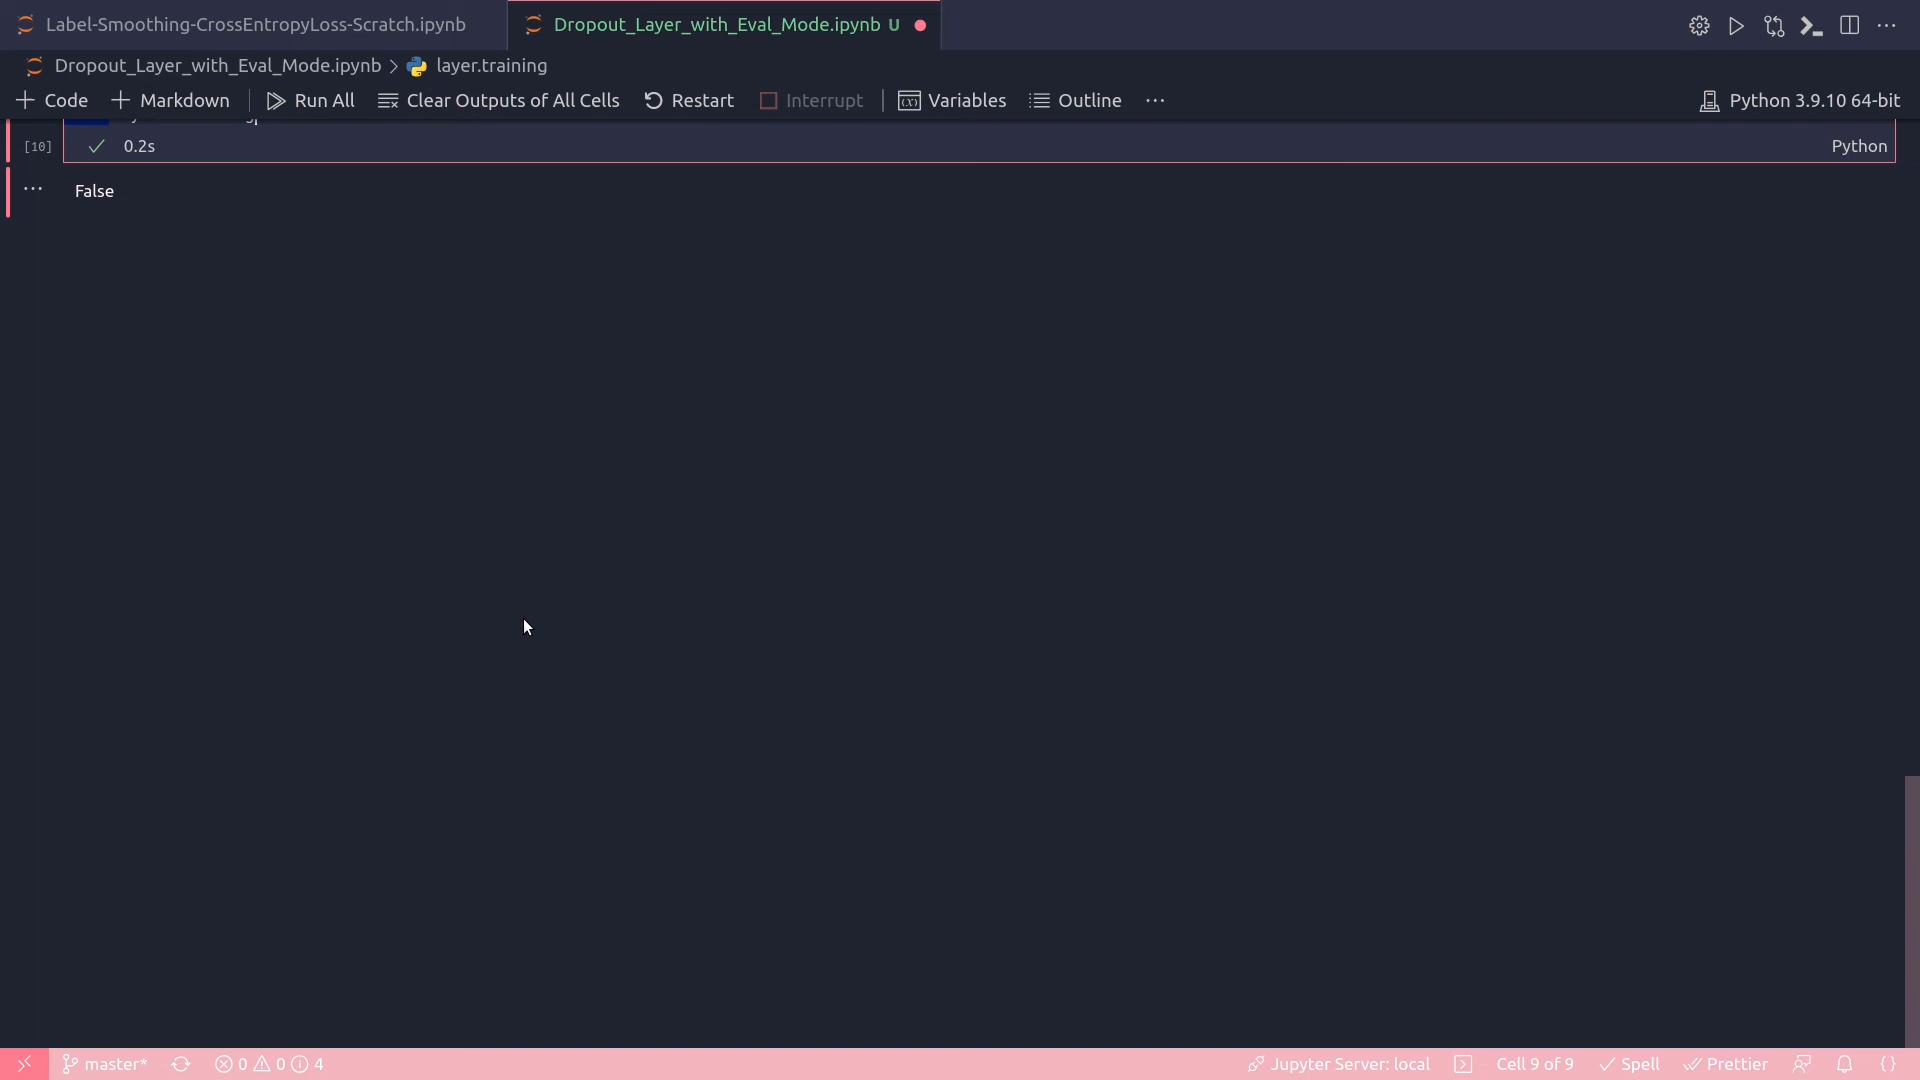 Label-Smoothing-CrossEntropyLoss-Scratch.ipynb
Dropout_Layer_with_Eval_Mode.ipynb U
Dropout_Layer_with_Eval_Mode.ipynb > layer.training
Code Markdown Run All Clear Outputs of All Cells Restart Interrupt Variables Outline ... Python 3.9.10 64-bit
[10] 0.2s Python
... False
master* 0 0 4 Jupyter Server: local Cell 9 of 9 Spell Prettier